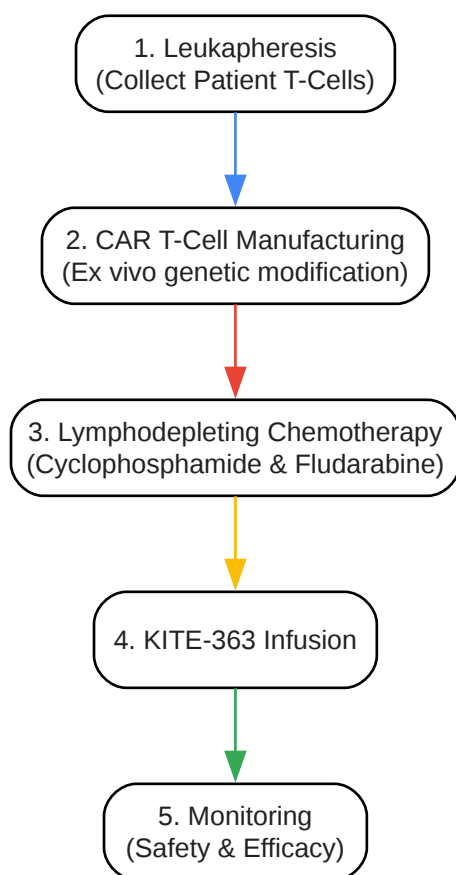 1. Leukapheresis
(Collect Patient T-Cells)
2. CAR T-Cell Manufacturing
(Ex vivo genetic modification)
3. Lymphodepleting Chemotherapy
(Cyclophosphamide & Fludarabine)
4. KITE-363 Infusion
5. Monitoring
(Safety & Efficacy)